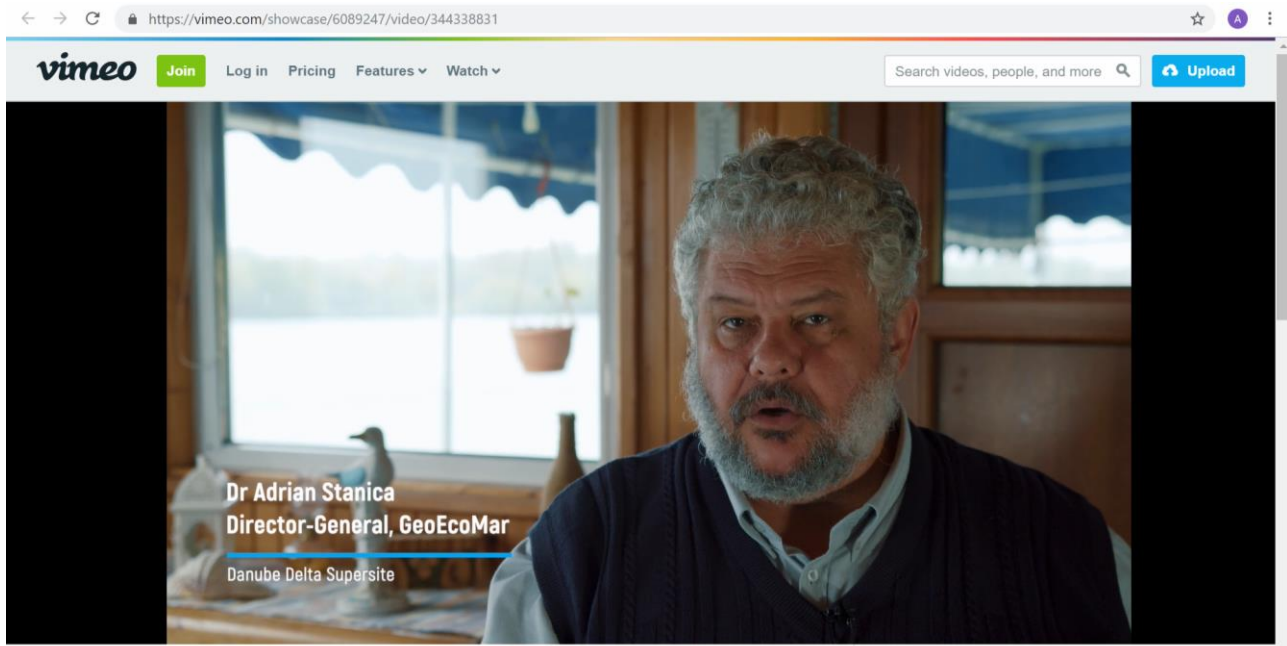 https://vimeo.com/showcase/6089247/video/344338831
A
vimeo
Join Log in Pricing Features Watch
Search videos, people, and more
Upload
Dr Adrian Stanica
Director-General, GeoEcoMar
Danube Delta Supersite